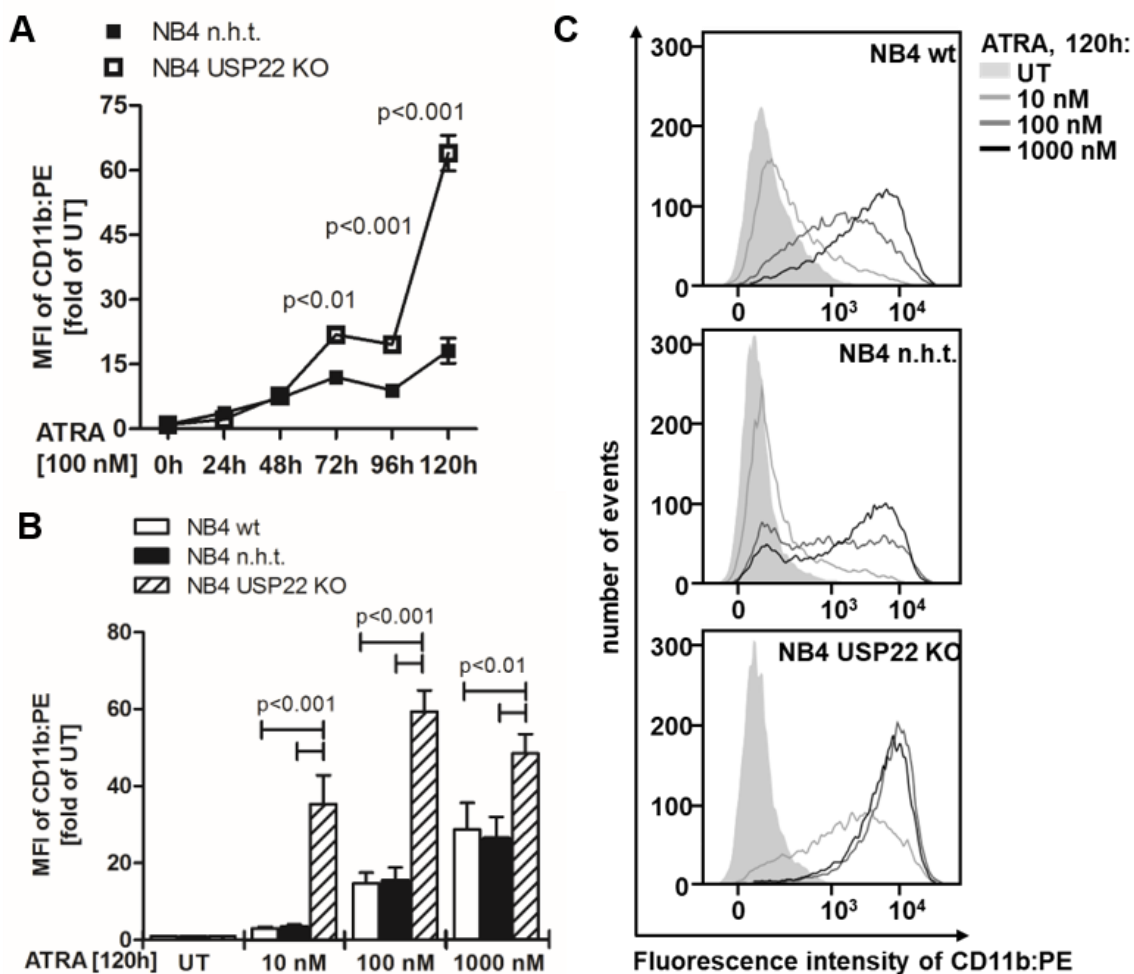 A
NB4 n.h.t.
NB4 USP22 KO
MFI of CD11b:PE
[fold of UT]
75
60
45
30
15
0
p<0.01
p<0.001
p<0.001
ATRA
[100 nM]
0h 24h 48h 72h 96h 120h
B
NB4 wt
NB4 n.h.t.
NB4 USP22 KO
MFI of CD11b:PE
[fold of UT]
80
60
40
20
0
p<0.001
p<0.001
p<0.01
ATRA [120h] UT 10 nM 100 nM 1000 nM
C
ATRA, 120h:
UT
10 nM
100 nM
1000 nM
number of events
NB4 wt
300
200
100
0
0 10³ 10⁴
NB4 n.h.t.
300
200
100
0
0 10³ 10⁴
NB4 USP22 KO
300
200
100
0
0 10³ 10⁴
Fluorescence intensity of CD11b:PE